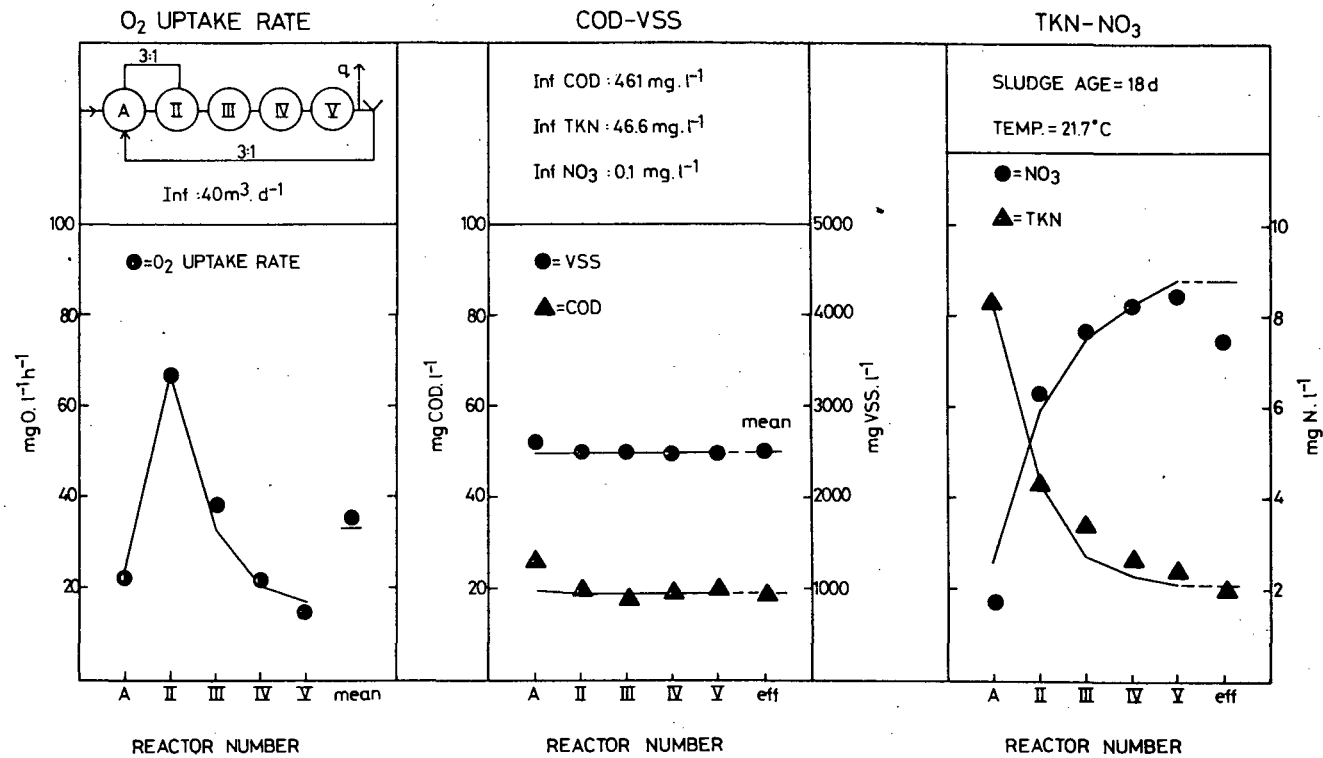 O₂ UPTAKE RATE
3:1
q
A II III IV V
3:1
Inf :40m³. d⁻¹
100
80
60
40
20
mg O. l⁻¹h⁻¹
●=O₂ UPTAKE RATE
A II III IV V mean
REACTOR NUMBER
COD-VSS
Inf COD : 461 mg. l⁻¹
Inf TKN : 46.6 mg. l⁻¹
Inf NO₃ : 0.1 mg. l⁻¹
100
80
60
40
20
mg COD. l⁻¹
●= VSS
▲=COD
mean
5000
4000
3000
2000
1000
mg VSS. l⁻¹
A II III IV V eff
REACTOR NUMBER
TKN-NO₃
SLUDGE AGE = 18 d
TEMP. = 21.7°C
●= NO₃
▲= TKN
10
8
6
4
2
mg N. l⁻¹
A II III IV V eff
REACTOR NUMBER